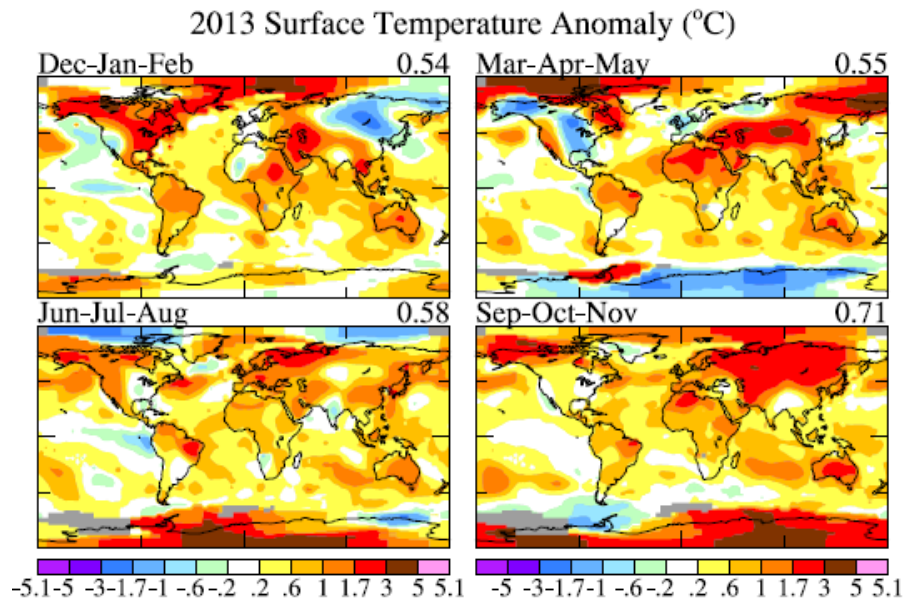 2013 Surface Temperature Anomaly (°C)
Dec-Jan-Feb 0.54
Mar-Apr-May 0.55
Jun-Jul-Aug 0.58
Sep-Oct-Nov 0.71
-5.1-5 -3-1.7-1 -.6-.2 .2 .6 1 1.7 3 5 5.1
-5 -3-1.7-1 -.6-.2 .2 .6 1 1.7 3 5 5.1